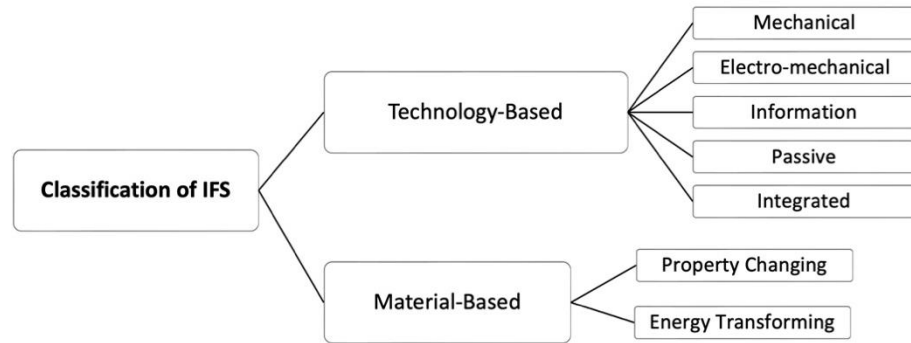 Classification of IFS
Technology-Based
Mechanical
Electro-mechanical
Information
Passive
Integrated
Material-Based
Property Changing
Energy Transforming